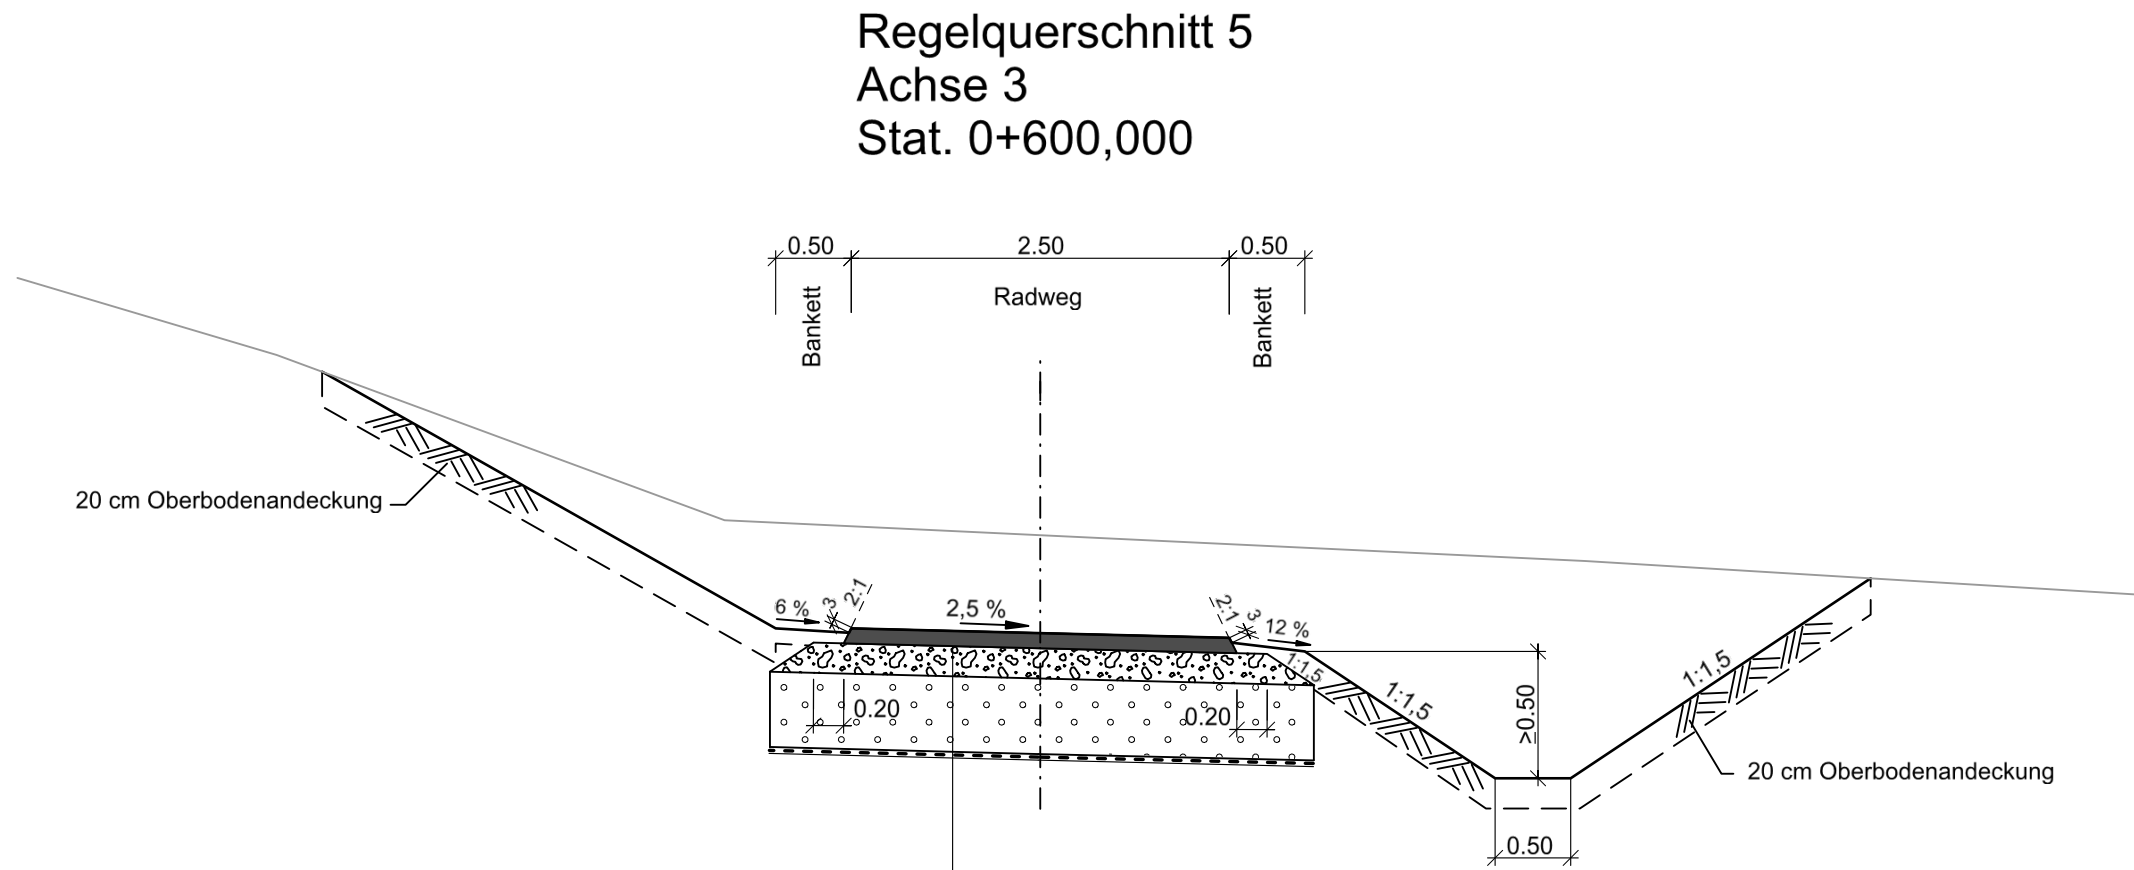 Regelquerschnitt 5
Achse 3
Stat. 0+600,000
0.50
2.50
0.50
Bankett
Radweg
Bankett
20 cm Oberbodenandeckung
6 %
3
2:1
2,5 %
2:1
3
12 %
1:1,5
1:1,5
1:1,5
≥0.50
0.20
0.20
20 cm Oberbodenandeckung
0.50